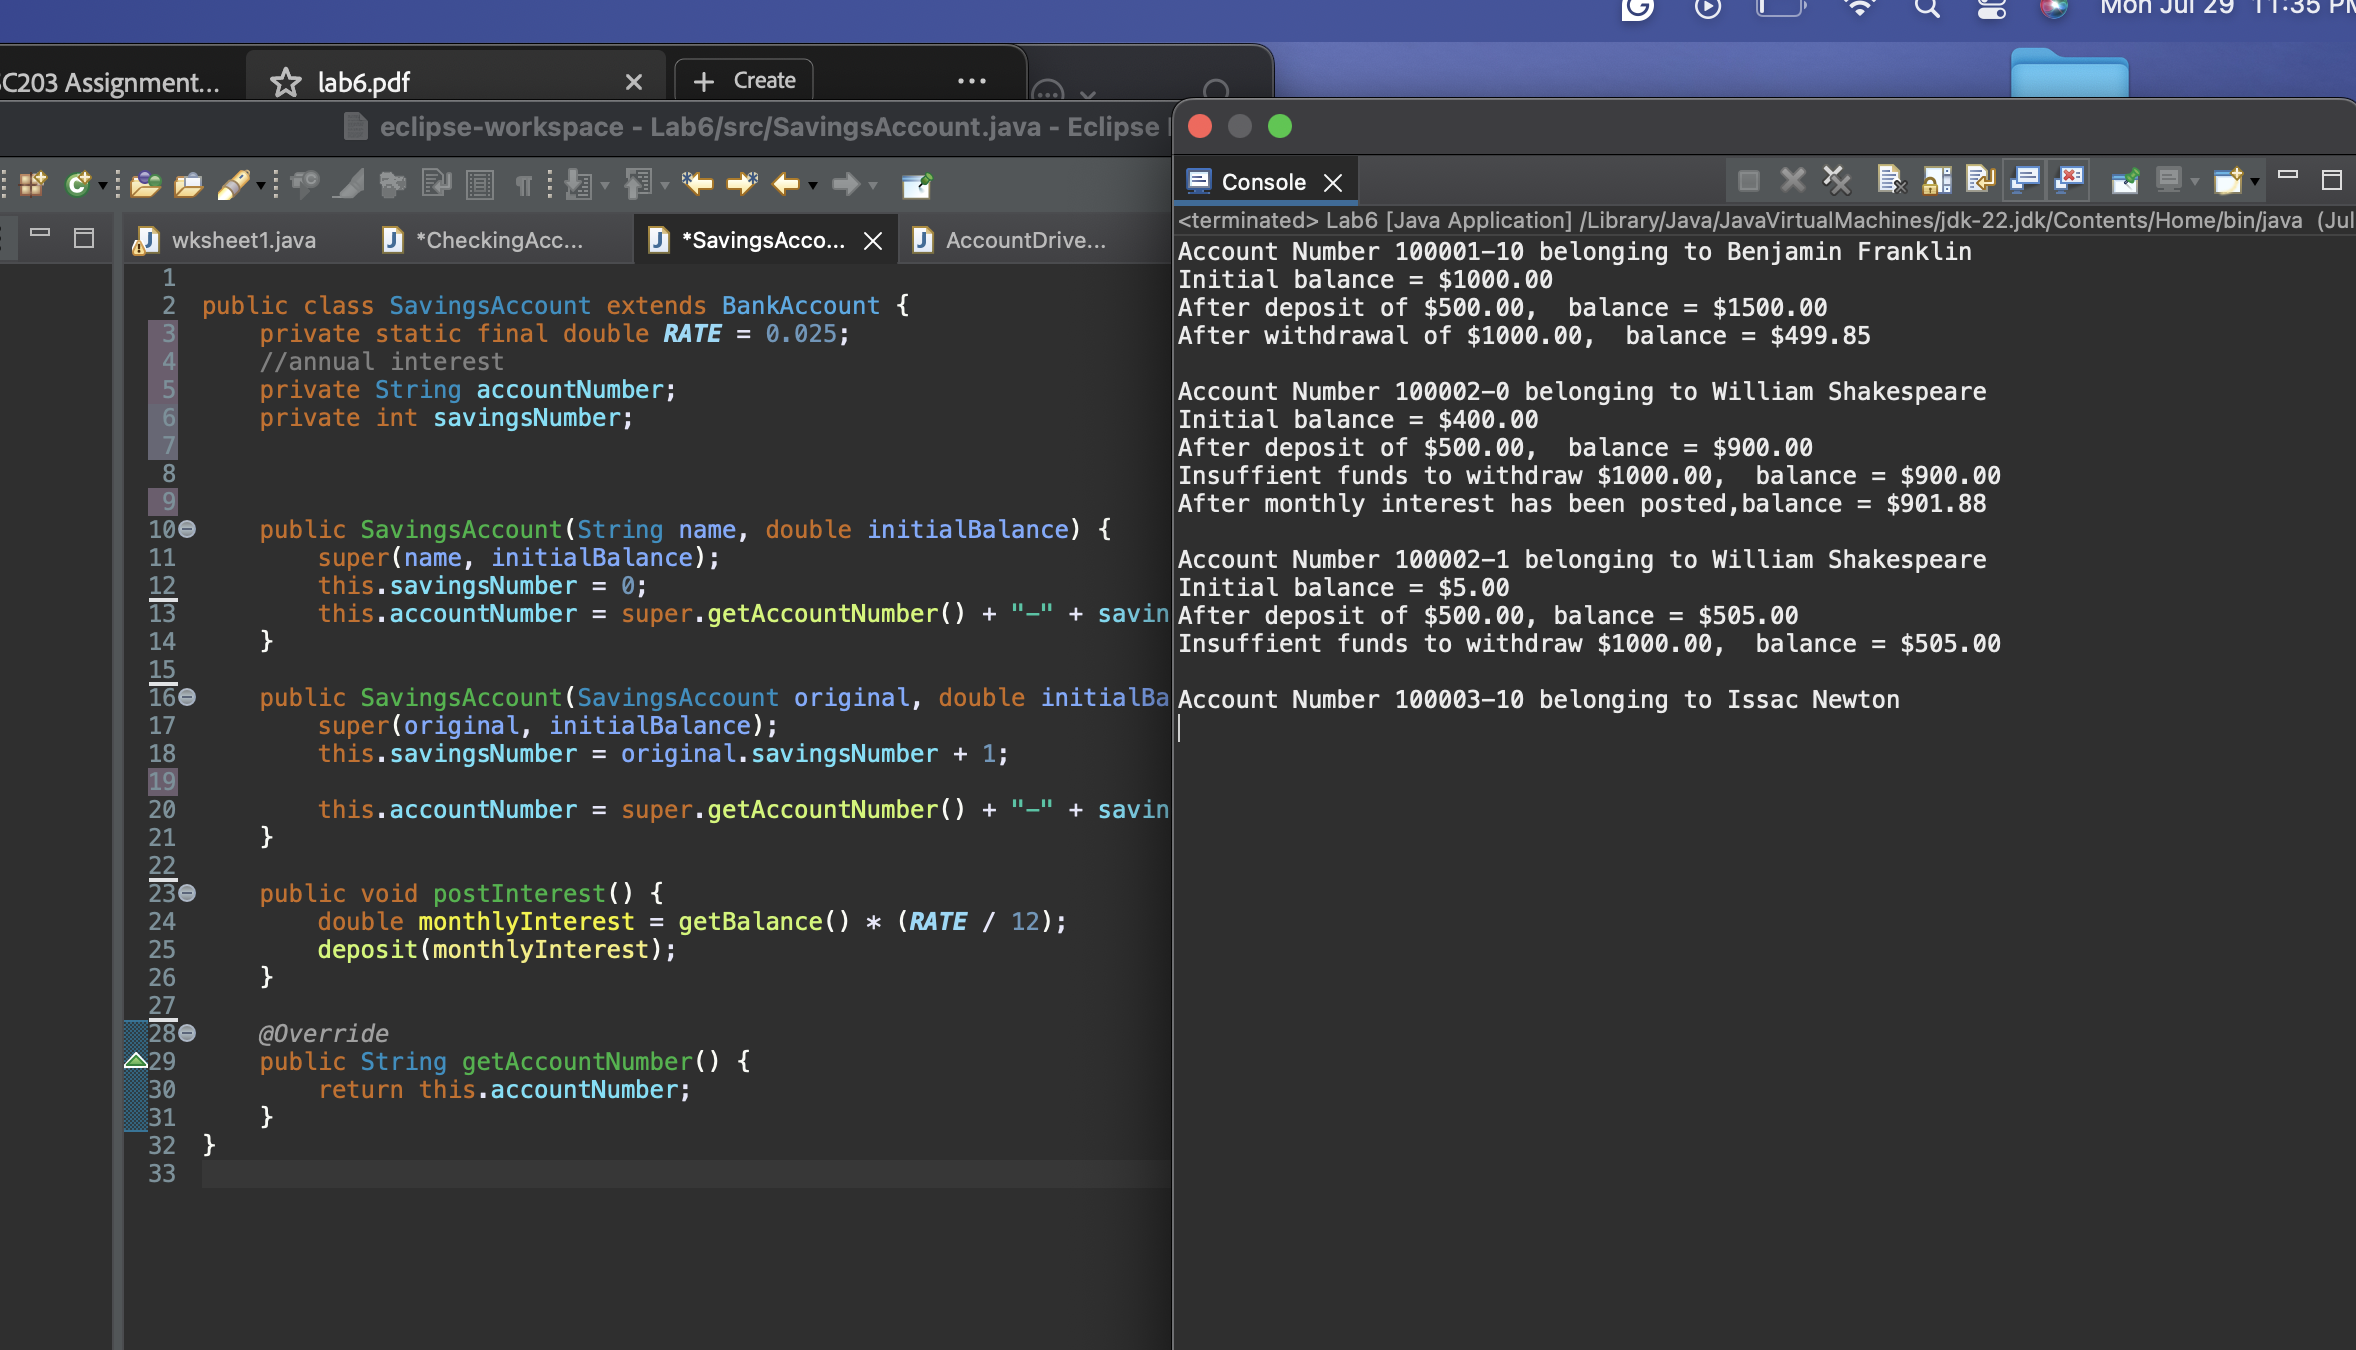 Mon Jul 29 11:35 PM
SC203 Assignment...
lab6.pdf
Create
eclipse-workspace - Lab6/src/SavingsAccount.java - Eclipse
wksheet1.java
*CheckingAcc...
*SavingsAcco...
AccountDrive...
1
2 public class SavingsAccount extends BankAccount {
3 private static final double RATE = 0.025;
4 //annual interest
5 private String accountNumber;
6 private int savingsNumber;
7
8
9
10 public SavingsAccount(String name, double initialBalance) {
11 super(name, initialBalance);
12 this.savingsNumber = 0;
13 this.accountNumber = super.getAccountNumber() + "-" + savin
14 }
15
16 public SavingsAccount(SavingsAccount original, double initialBa
17 super(original, initialBalance);
18 this.savingsNumber = original.savingsNumber + 1;
19
20 this.accountNumber = super.getAccountNumber() + "-" + savin
21 }
22
23 public void postInterest() {
24 double monthlyInterest = getBalance() * (RATE / 12);
25 deposit(monthlyInterest);
26 }
27
28 @Override
29 public String getAccountNumber() {
30 return this.accountNumber;
31 }
32 }
33
Console
<terminated> Lab6 [Java Application] /Library/Java/JavaVirtualMachines/jdk-22.jdk/Contents/Home/bin/java (Jul
Account Number 100001-10 belonging to Benjamin Franklin
Initial balance = $1000.00
After deposit of $500.00,  balance = $1500.00
After withdrawal of $1000.00,  balance = $499.85
Account Number 100002-0 belonging to William Shakespeare
Initial balance = $400.00
After deposit of $500.00,  balance = $900.00
Insuffient funds to withdraw $1000.00,  balance = $900.00
After monthly interest has been posted,balance = $901.88
Account Number 100002-1 belonging to William Shakespeare
Initial balance = $5.00
After deposit of $500.00, balance = $505.00
Insuffient funds to withdraw $1000.00,  balance = $505.00
Account Number 100003-10 belonging to Issac Newton